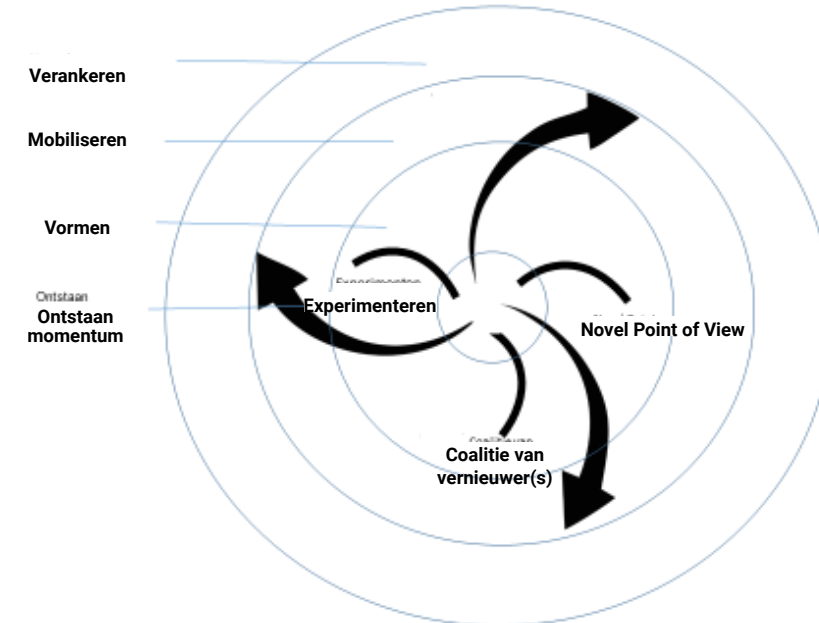 Verankeren
Mobiliseren
Vormen
Ontstaan
Ontstaan
momentum
Experimenteren
Novel Point of View
Coalitie van
vernieuwer(s)